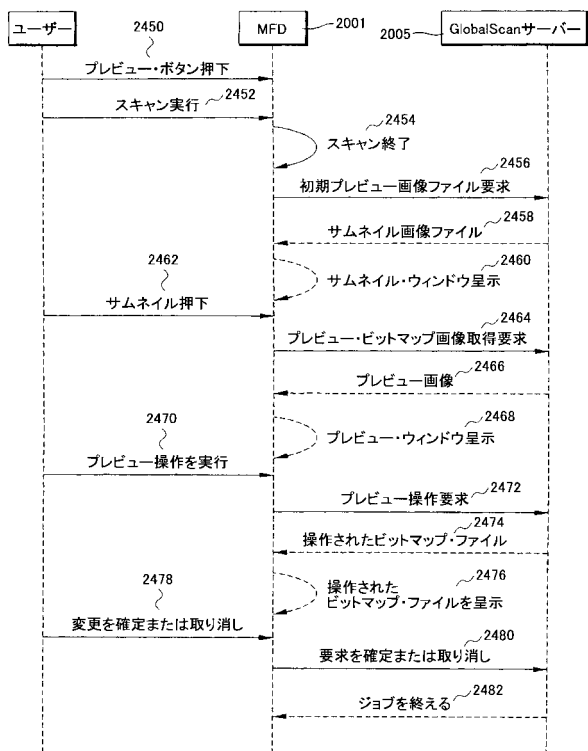 ユーザー
MFD
2001
2005
GlobalScanサーバー
2450
プレビュー・ボタン押下
スキャン実行
2452
2454
スキャン終了
2456
初期プレビュー画像ファイル要求
2458
サムネイル画像ファイル
2460
サムネイル・ウィンドウ呈示
2462
サムネイル押下
2464
プレビュー・ビットマップ画像取得要求
2466
プレビュー画像
2468
プレビュー・ウィンドウ呈示
2470
プレビュー操作を実行
2472
プレビュー操作要求
2474
操作されたビットマップ・ファイル
2476
操作された
ビットマップ・ファイルを呈示
2478
変更を確定または取り消し
2480
要求を確定または取り消し
2482
ジョブを終える